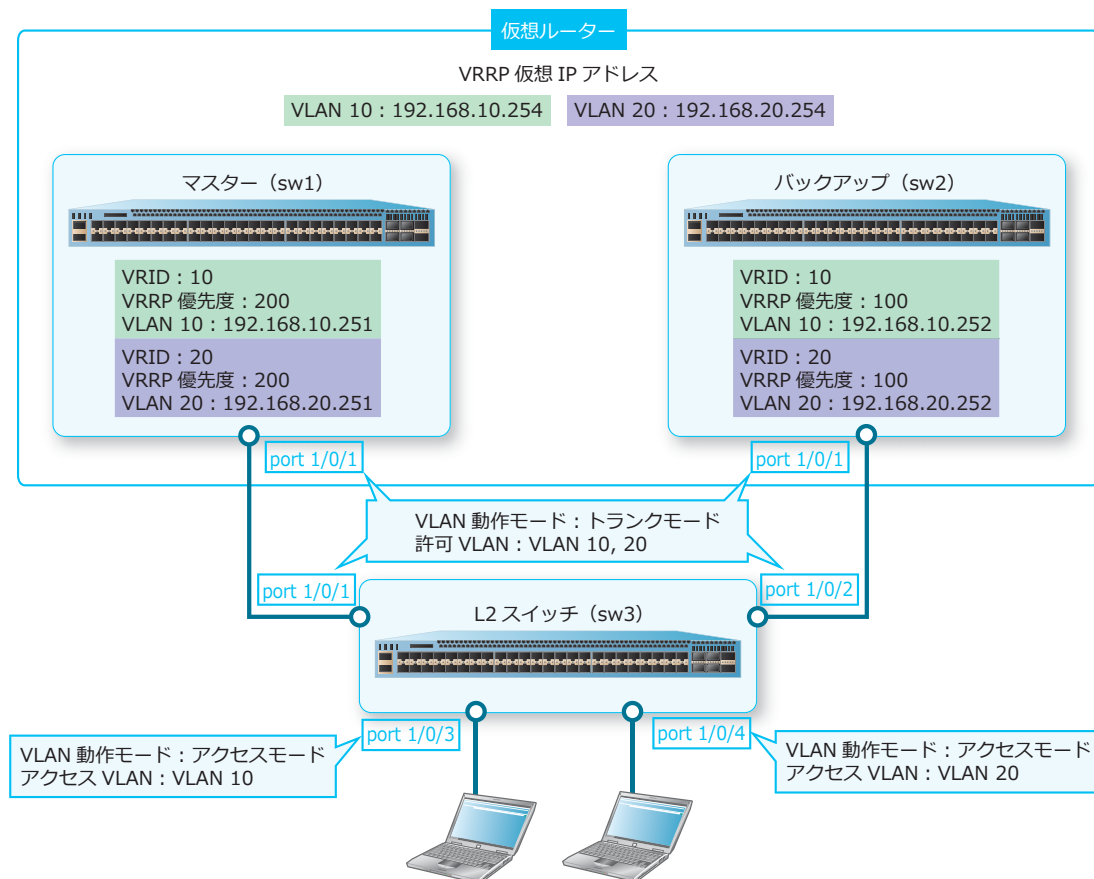 仮想ルーター
VRRP 仮想 IP アドレス
VLAN 10：192.168.10.254
VLAN 20：192.168.20.254
マスター（sw1）
VRID：10
VRRP 優先度：200
VLAN 10：192.168.10.251
VRID：20
VRRP 優先度：200
VLAN 20：192.168.20.251
バックアップ（sw2）
VRID：10
VRRP 優先度：100
VLAN 10：192.168.10.252
VRID：20
VRRP 優先度：100
VLAN 20：192.168.20.252
port 1/0/1
port 1/0/1
VLAN 動作モード：トランクモード
許可 VLAN：VLAN 10, 20
port 1/0/1
port 1/0/2
L2 スイッチ（sw3）
port 1/0/3
port 1/0/4
VLAN 動作モード：アクセスモード
アクセス VLAN：VLAN 10
VLAN 動作モード：アクセスモード
アクセス VLAN：VLAN 20